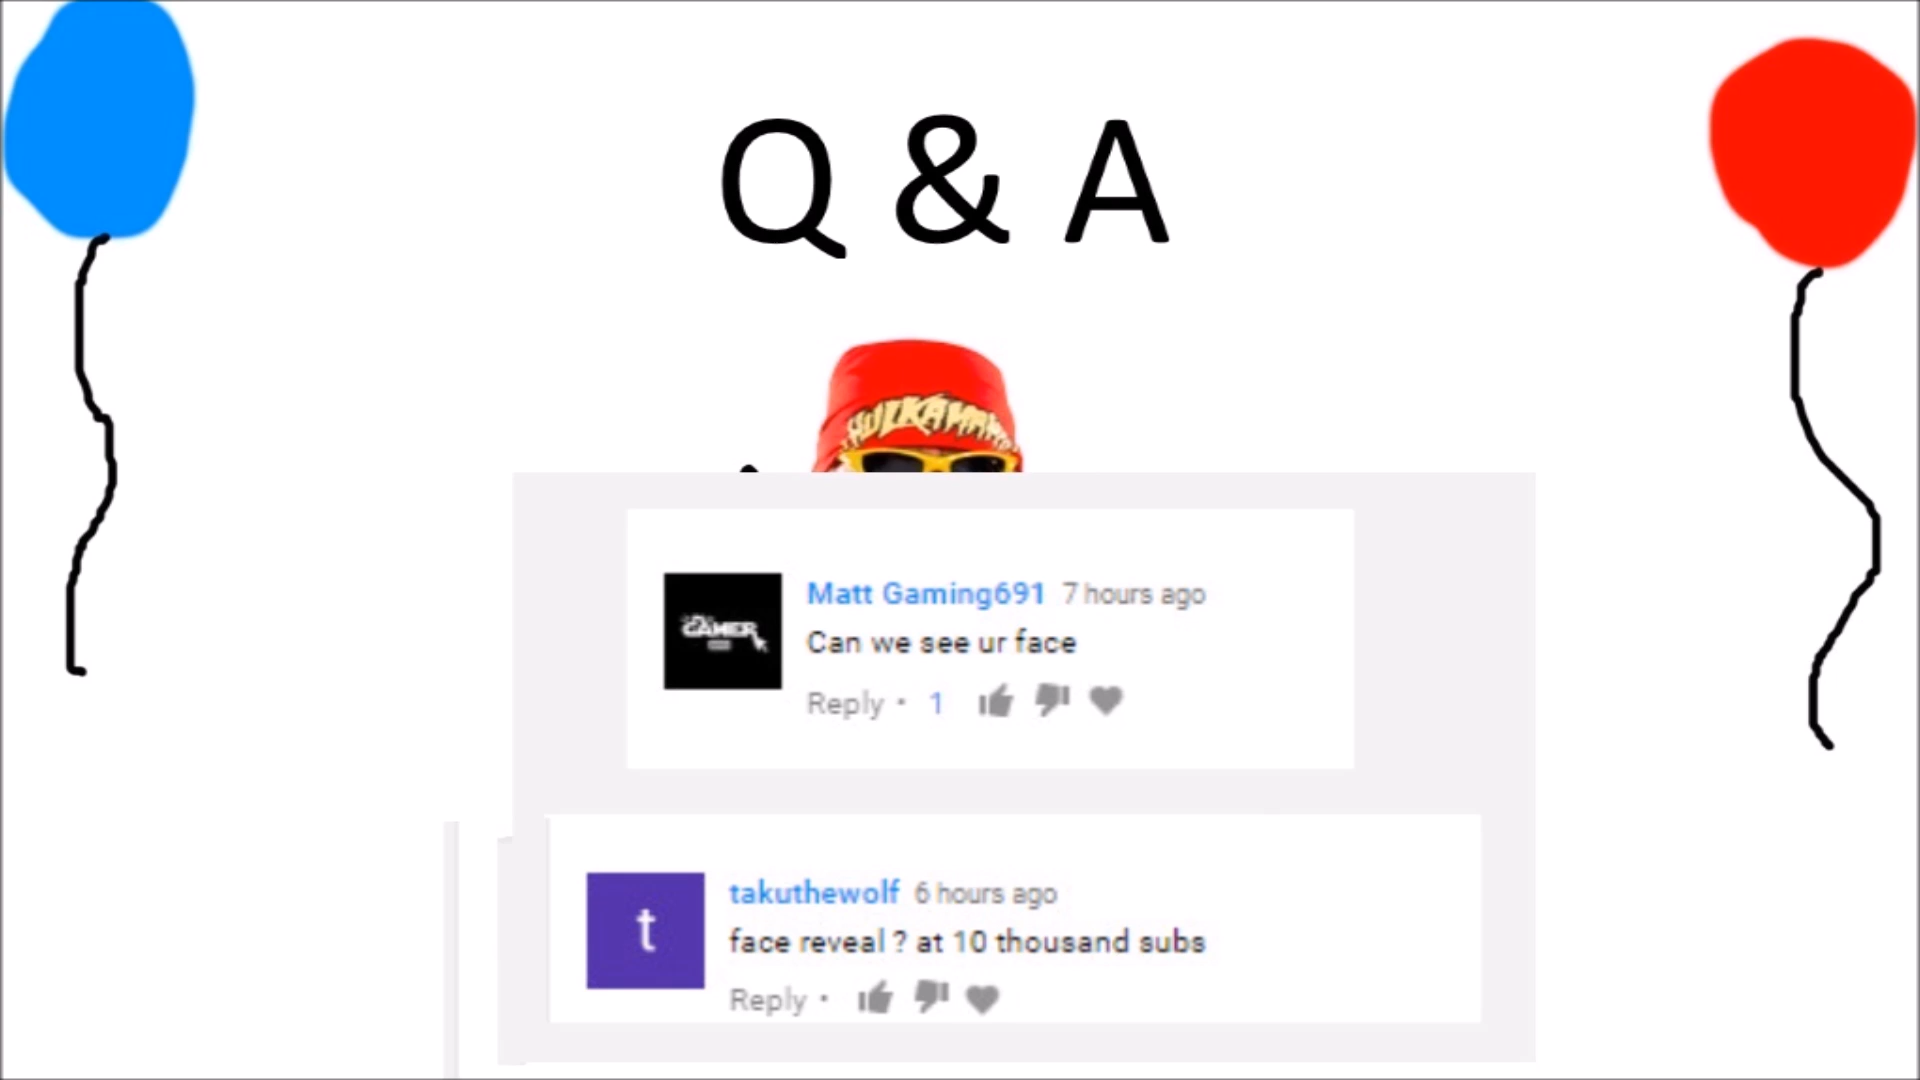 Q & A
HULKAMANIA
Matt Gaming691 7 hours ago
Can we see ur face
Reply • 1
t
takuthewolf 6 hours ago
face reveal ? at 10 thousand subs
Reply •
GAMER